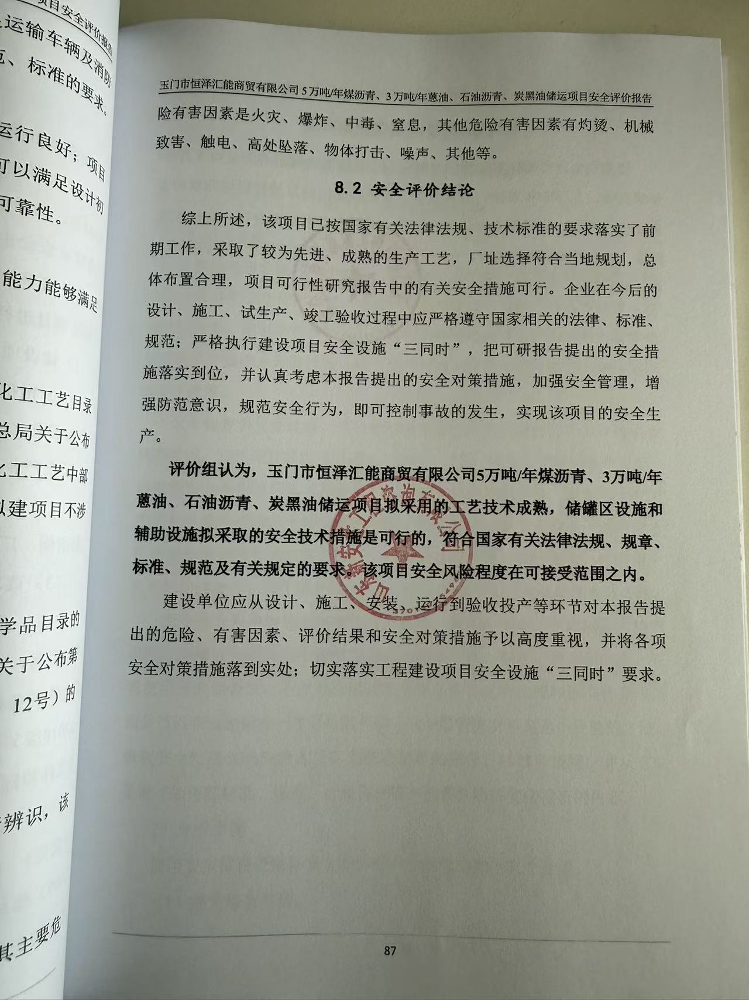 项目安全评价报告
运输车辆及消防
、标准的要求。
运行良好；项目
可以满足设计初
可靠性。
能力能够满足
化工工艺目录
总局关于公布
化工工艺中部
拟建项目不涉
学品目录的
关于公布第
12号）的
辨识，该
其主要危
玉门市恒泽汇能商贸有限公司5万吨/年煤沥青、3万吨/年蒽油、石油沥青、炭黑油储运项目安全评价报告
险有害因素是火灾、爆炸、中毒、窒息，其他危险有害因素有灼烫、机械
致害、触电、高处坠落、物体打击、噪声、其他等。
8.2 安全评价结论
综上所述，该项目已按国家有关法律法规、技术标准的要求落实了前
期工作，采取了较为先进、成熟的生产工艺，厂址选择符合当地规划，总
体布置合理，项目可行性研究报告中的有关安全措施可行。企业在今后的
设计、施工、试生产、竣工验收过程中应严格遵守国家相关的法律、标准、
规范；严格执行建设项目安全设施“三同时”，把可研报告提出的安全措
施落实到位，并认真考虑本报告提出的安全对策措施，加强安全管理，增
强防范意识，规范安全行为，即可控制事故的发生，实现该项目的安全生
产。
评价组认为，玉门市恒泽汇能商贸有限公司5万吨/年煤沥青、3万吨/年
蒽油、石油沥青、炭黑油储运项目拟采用的工艺技术成熟，储罐区设施和
辅助设施拟采取的安全技术措施是可行的，符合国家有关法律法规、规章、
标准、规范及有关规定的要求。该项目安全风险程度在可接受范围之内。
建设单位应从设计、施工、安装、运行到验收投产等环节对本报告提
出的危险、有害因素、评价结果和安全对策措施予以高度重视，并将各项
安全对策措施落到实处；切实落实工程建设项目安全设施“三同时”要求。
87